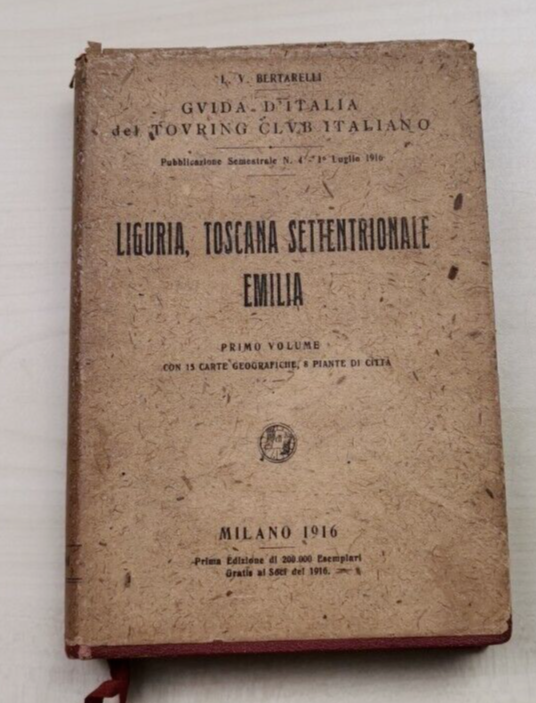 L. V. BERTARELLI
GVIDA D'ITALIA
del TOVRING CLVB ITALIANO
Pubblicazione Semestrale N. 4 - 1º Luglio 1916
LIGURIA, TOSCANA SETTENTRIONALE
EMILIA
PRIMO VOLUME
CON 15 CARTE GEOGRAFICHE, 8 PIANTE DI CITTÀ
MILANO 1916
Prima Edizione di 200.000 Esemplari
Gratis ai Soci del 1916.